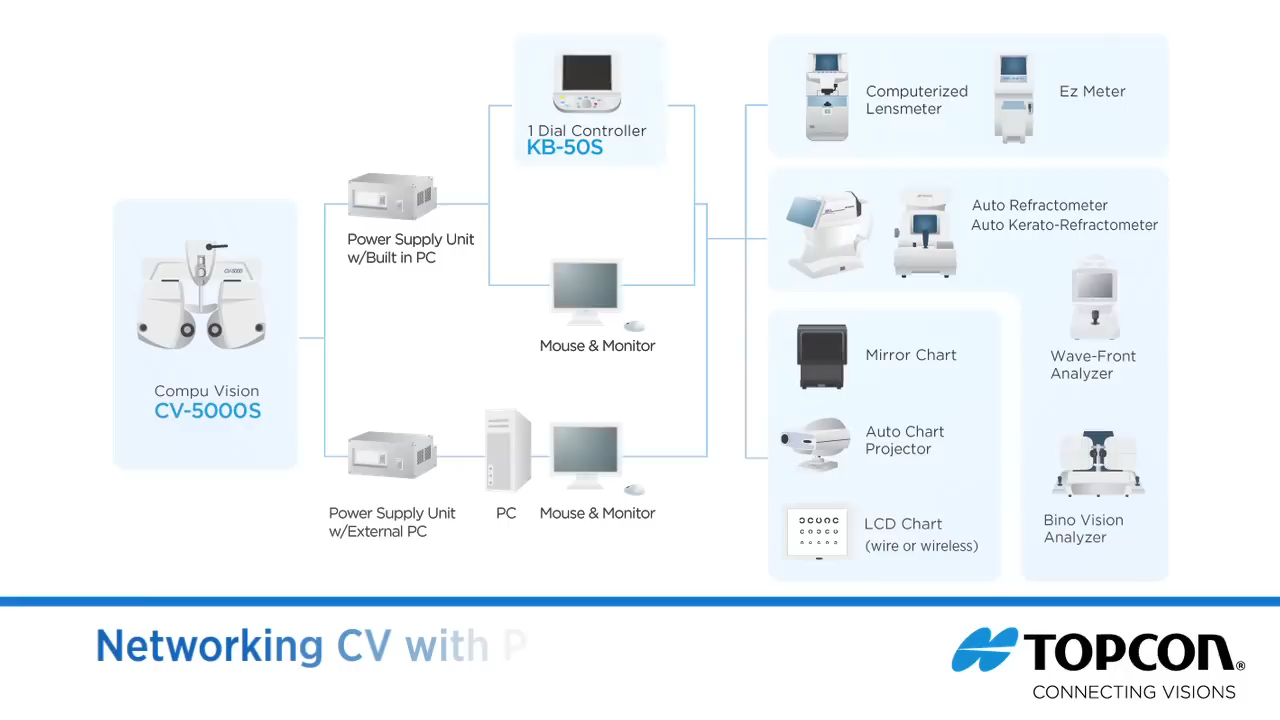 Compu Vision
CV-5000S
CV-5000
Power Supply Unit
w/Built in PC
1 Dial Controller
KB-50S
Mouse & Monitor
Power Supply Unit
w/External PC
PC
Mouse & Monitor
Computerized
Lensmeter
Ez Meter
Auto Refractometer
Auto Kerato-Refractometer
Wave-Front
Analyzer
Bino Vision
Analyzer
Mirror Chart
Auto Chart
Projector
LCD Chart
(wire or wireless)
Networking CV with P
TOPCON®
CONNECTING VISIONS